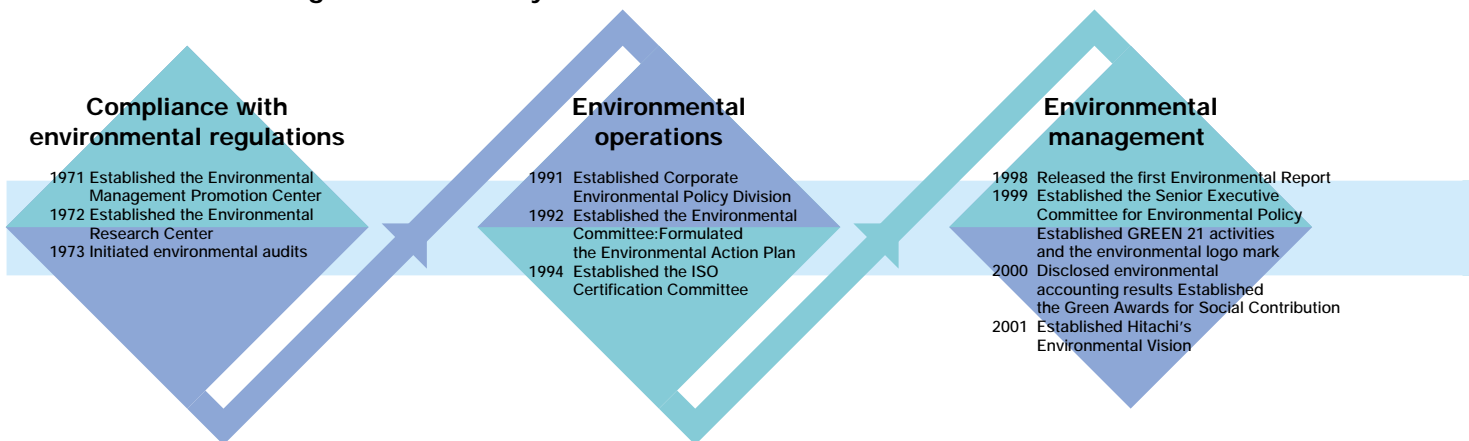 Compliance with
environmental regulations
1971 Established the Environmental
Management Promotion Center
1972 Established the Environmental
Research Center
1973 Initiated environmental audits
Environmental
operations
1991 Established Corporate
Environmental Policy Division
1992 Established the Environmental
Committee:Formulated
the Environmental Action Plan
1994 Established the ISO
Certification Committee
Environmental
management
1998 Released the first Environmental Report
1999 Established the Senior Executive
Committee for Environmental Policy
Established GREEN 21 activities
and the environmental logo mark
2000 Disclosed environmental
accounting results Established
the Green Awards for Social Contribution
2001 Established Hitachi's
Environmental Vision